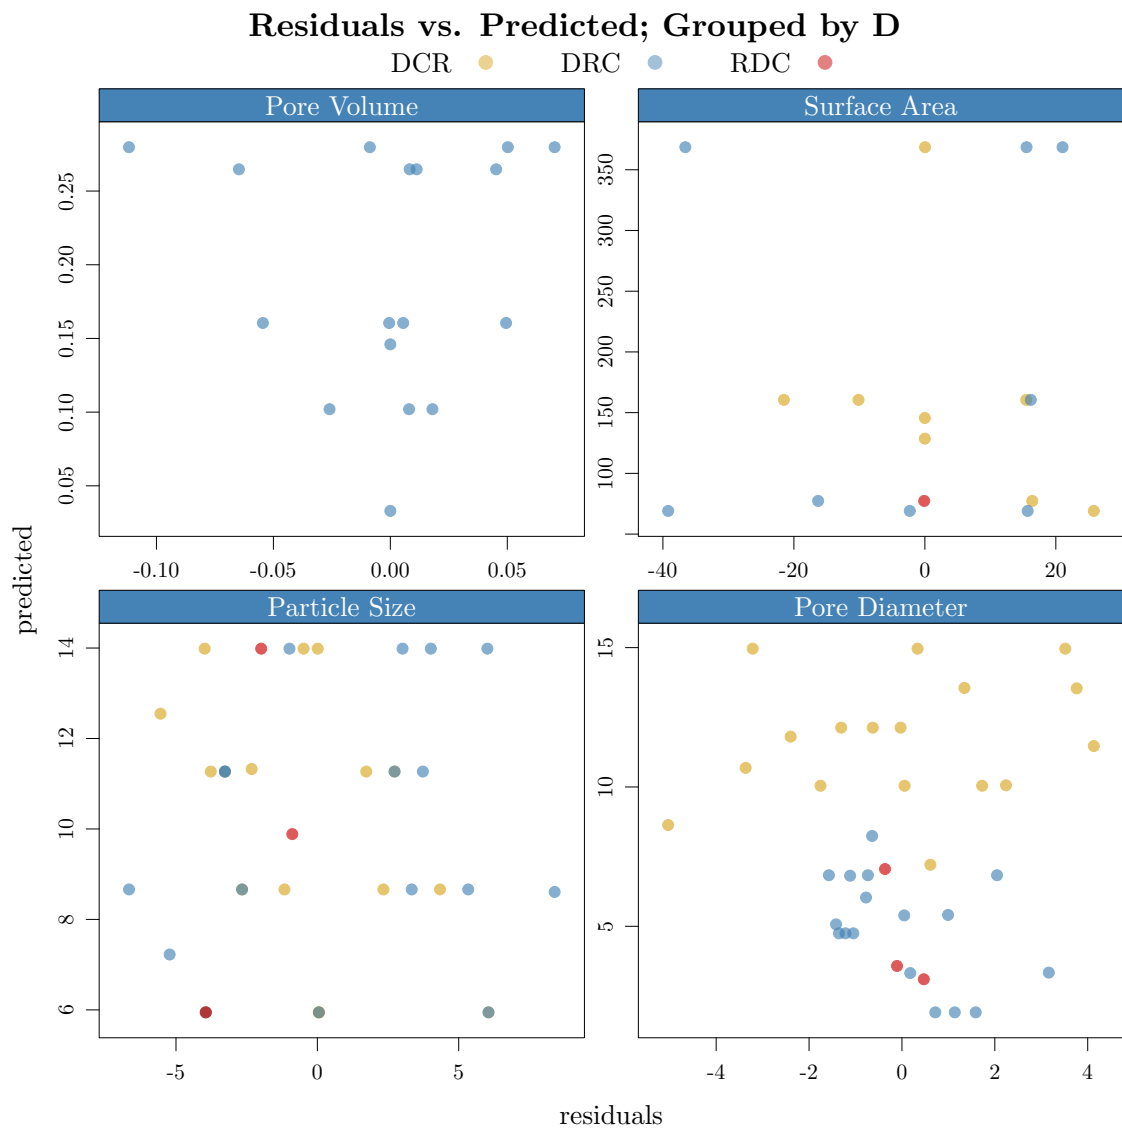 Residuals vs. Predicted; Grouped by D
DCR DRC RDC
Pore Volume
Surface Area
0.05 0.10 0.15 0.20 0.25
-0.10 -0.05 0.00 0.05
100 150 200 250 300 350
-40 -20 0 20
predicted
Particle Size
Pore Diameter
6 8 10 12 14
-5 0 5
5 10 15
-4 -2 0 2 4
residuals